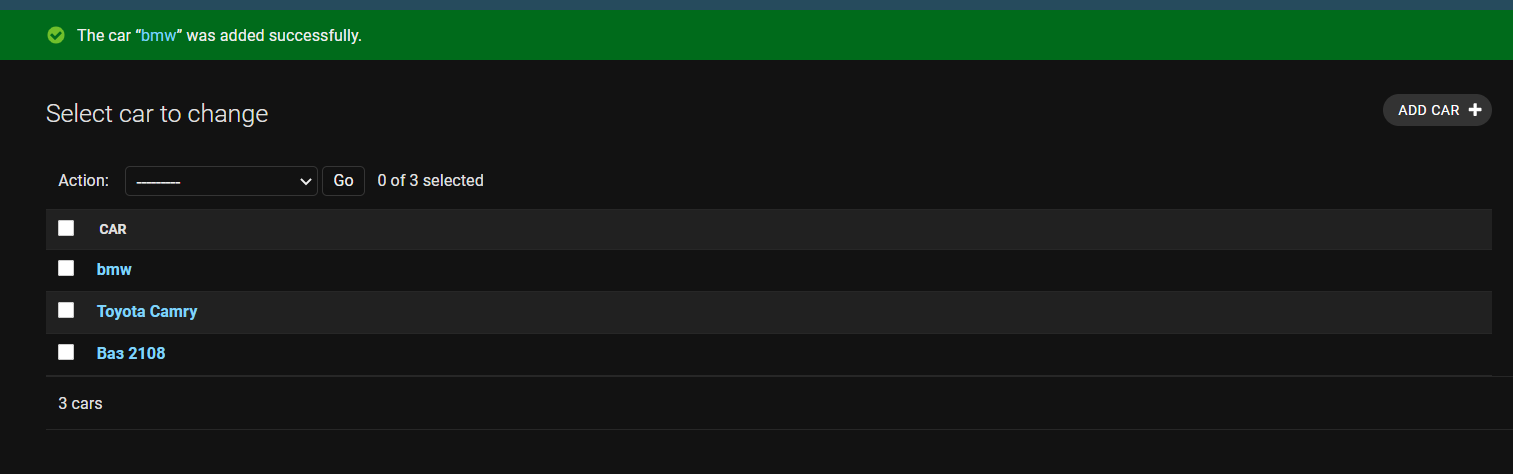 The car “bmw” was added successfully.
Select car to change
ADD CAR
Action: --------- Go 0 of 3 selected
CAR
bmw
Toyota Camry
Ваз 2108
3 cars